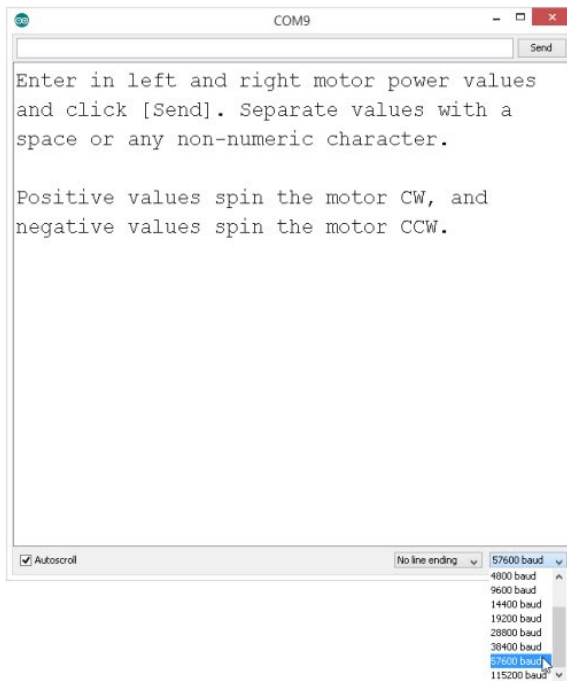 COM9
Send
Enter in left and right motor power values
and click [Send]. Separate values with a
space or any non-numeric character.
Positive values spin the motor CW, and
negative values spin the motor CCW.
Autoscroll
No line ending
57600 baud
4800 baud
9600 baud
14400 baud
19200 baud
28800 baud
38400 baud
57600 baud
115200 baud